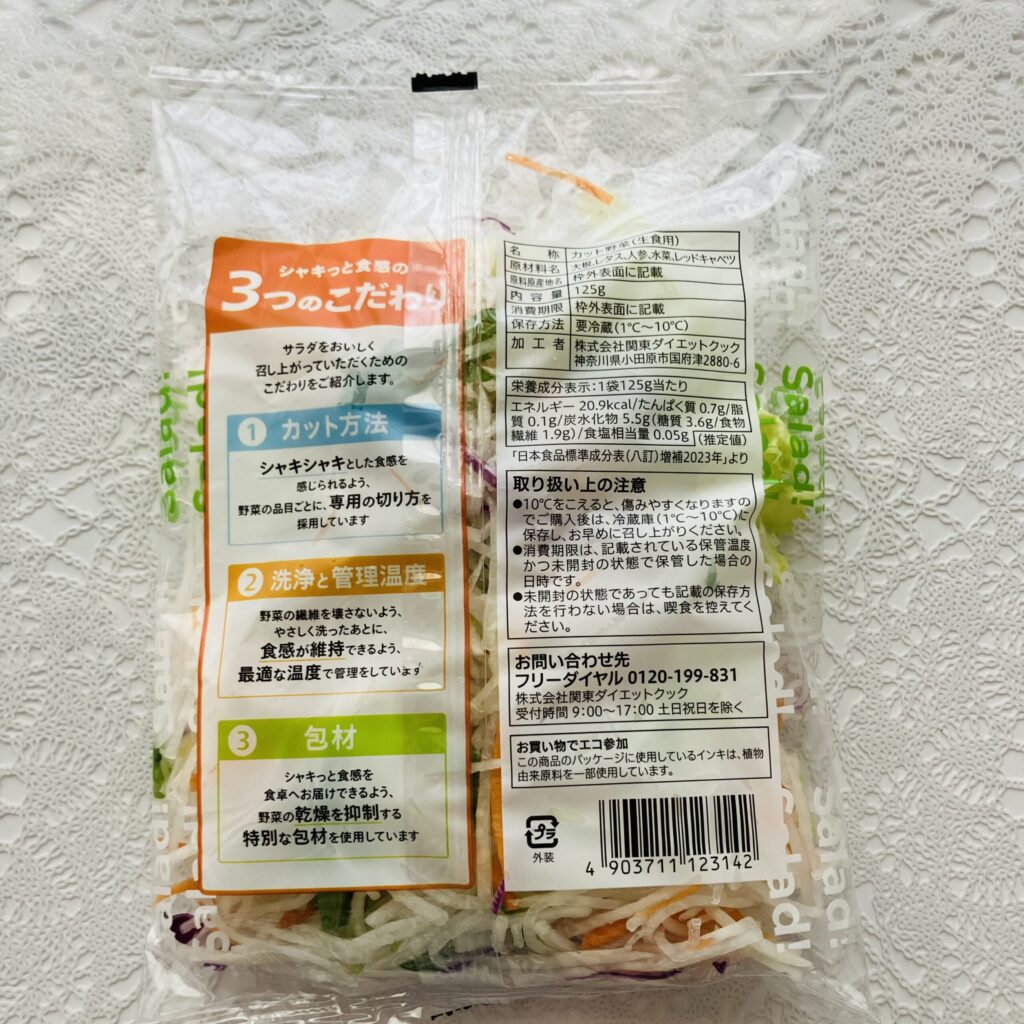 シャキっと食感の※
3つのこだわり
サラダをおいしく
召し上がっていただくための
こだわりをご紹介します。
1 カット方法
シャキシャキとした食感を
感じられるよう、
野菜の品目ごとに、専用の切り方を
採用しています
2 洗浄と管理温度
野菜の繊維を壊さないよう、
やさしく洗ったあとに、
食感が維持できるよう、
最適な温度で管理をしています
3 包材
シャキっと食感を
食卓へお届けできるよう、
野菜の乾燥を抑制する
特別な包材を使用しています
名称 カット野菜(生食用)
原材料名 大根、レタス、人参、水菜、レッドキャベツ
原料原産地名 枠外表面に記載
内容量 125g
消費期限 枠外表面に記載
保存方法 要冷蔵(1℃～10℃)
加工者 株式会社関東ダイエットクック
神奈川県小田原市国府津2880-6
栄養成分表示:1袋125g当たり
エネルギー 20.9kcal/たんぱく質 0.7g/脂
質 0.1g/炭水化物 5.5g(糖質 3.6g/食物
繊維 1.9g)/食塩相当量 0.05g (推定値)
「日本食品標準成分表(八訂)増補2023年」より
取り扱い上の注意
●10℃をこえると、傷みやすくなりますの
でご購入後は、冷蔵庫(1℃～10℃)に
保存し、お早めに召し上がりください。
●消費期限は、記載されている保管温度
かつ未開封の状態で保管した場合の
日時です。
●未開封の状態であっても記載の保存方
法を行わない場合は、喫食を控えてく
ださい。
お問い合わせ先
フリーダイヤル 0120-199-831
株式会社関東ダイエットクック
受付時間 9:00～17:00 土日祝日を除く
お買い物でエコ参加
この商品のパッケージに使用しているインキは、植物
由来原料を一部使用しています。
プラ
外装
4 903711 123142
Salad!
Salad!